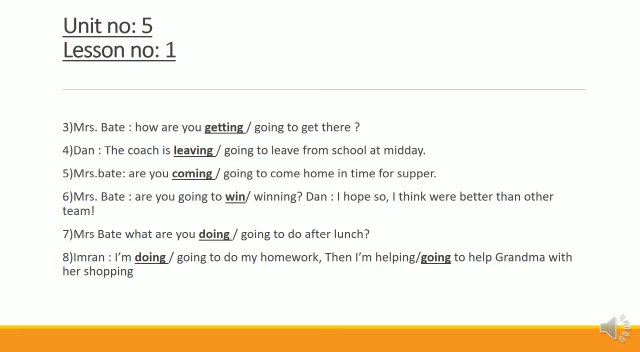 Unit no: 5
Lesson no: 1
3)Mrs. Bate : how are you getting / going to get there ?
4)Dan : The coach is leaving / going to leave from school at midday.
5)Mrs.bate: are you coming / going to come home in time for supper.
6)Mrs. Bate : are you going to win/ winning? Dan : I hope so, I think were better than other
team!
7)Mrs Bate what are you doing / going to do after lunch?
8)Imran : I’m doing / going to do my homework, Then I’m helping/going to help Grandma with
her shopping